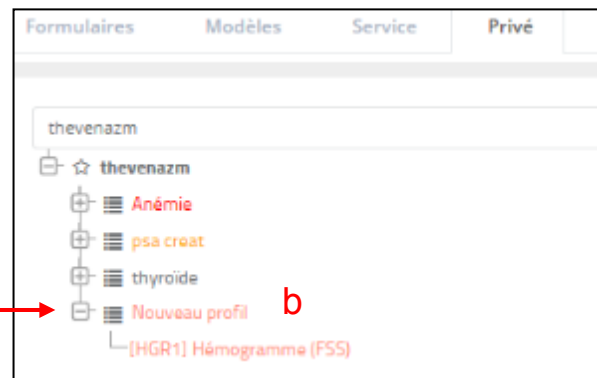 Formulaires Modèles Service Privé
thevenazm
thevenazm
Anémie
psa creat
thyroïde
Nouveau profil b
[HGR1] Hémogramme (FSS)